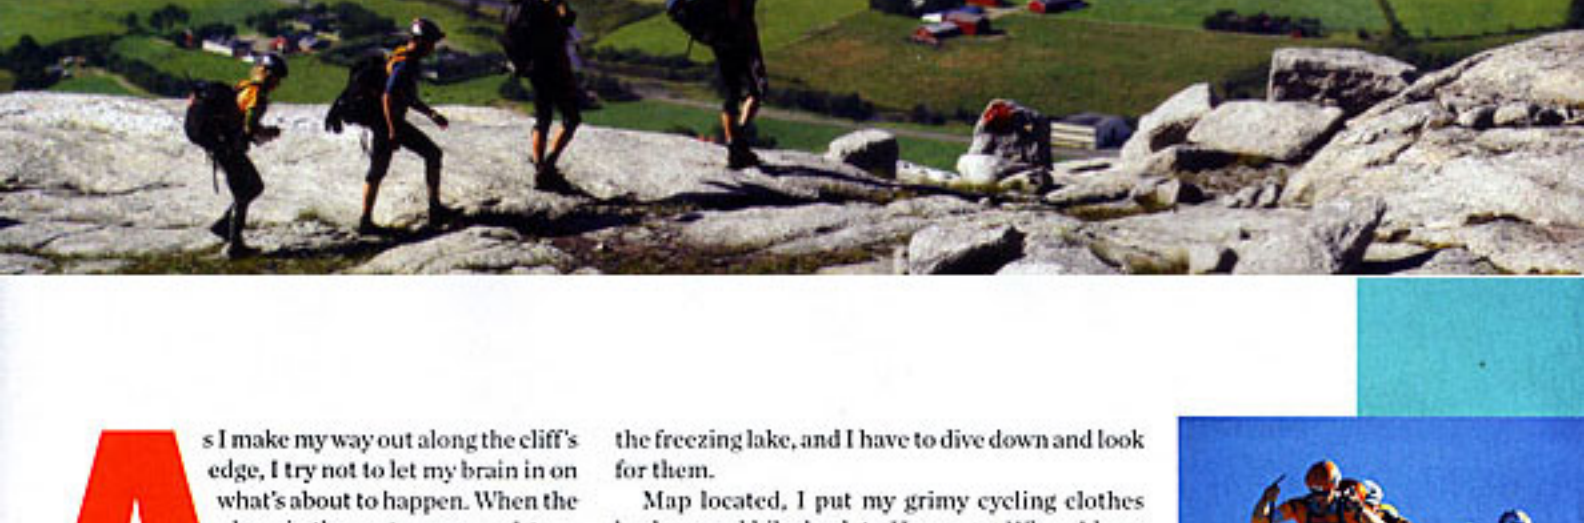 As I make my way out along the cliff's
edge, I try not to let my brain in on
what's about to happen. When the
the freezing lake, and I have to dive down and look
for them.
Map located, I put my grimy cycling clothes